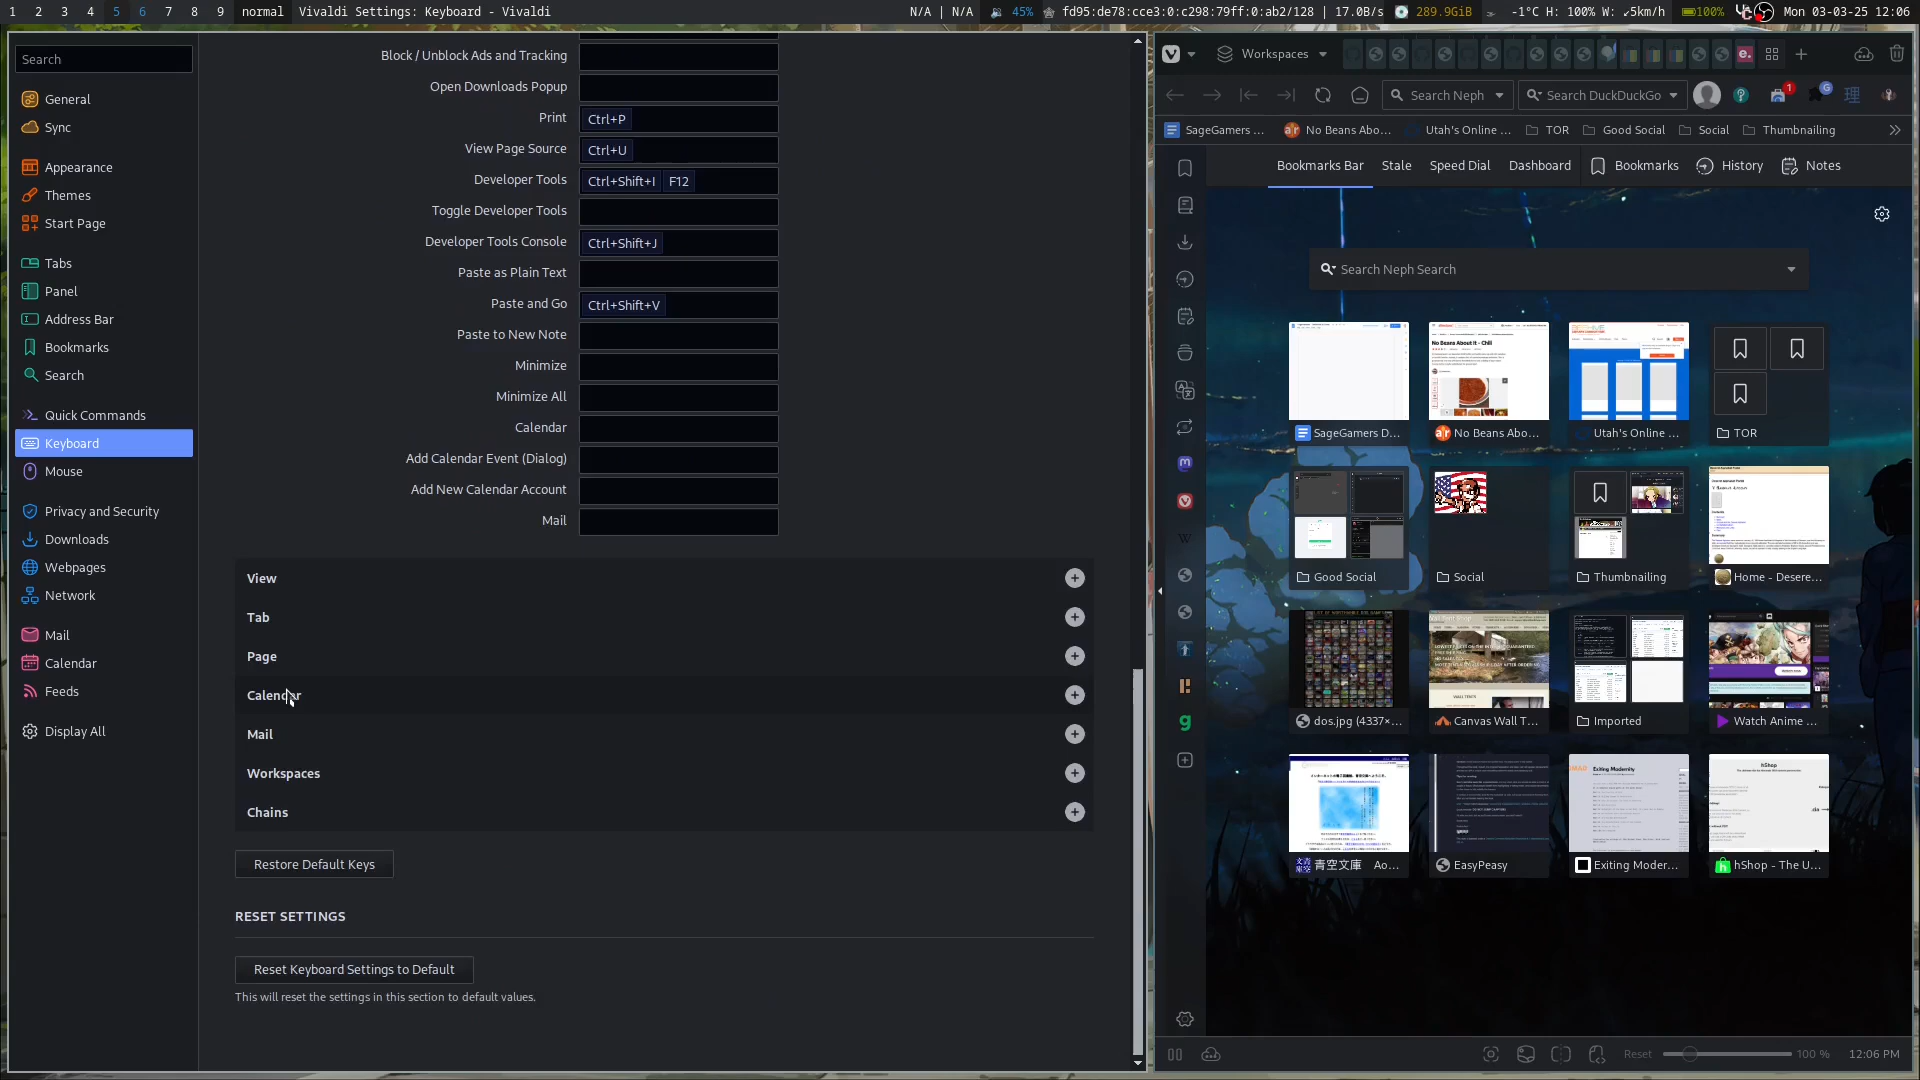 1 2 3 4 5 6 7 8 9 normal Vivaldi Settings: Keyboard - Vivaldi
N/A | N/A 45% fd95:de78:cce3:0:c298:79ff:0:ab2/128 | 17.0B/s 289.9GiB -1°C H: 100% W: ↙5km/h 100% Mon 03-03-25 12:06
Search
General
Sync
Appearance
Themes
Start Page
Tabs
Panel
Address Bar
Bookmarks
Search
Quick Commands
Keyboard
Mouse
Privacy and Security
Downloads
Webpages
Network
Mail
Calendar
Feeds
Display All
Block / Unblock Ads and Tracking
Open Downloads Popup
Print Ctrl+P
View Page Source Ctrl+U
Developer Tools Ctrl+Shift+I F12
Toggle Developer Tools
Developer Tools Console Ctrl+Shift+J
Paste as Plain Text
Paste and Go Ctrl+Shift+V
Paste to New Note
Minimize
Minimize All
Calendar
Add Calendar Event (Dialog)
Add New Calendar Account
Mail
View
Tab
Page
Calendar
Mail
Workspaces
Chains
Restore Default Keys
RESET SETTINGS
Reset Keyboard Settings to Default
This will reset the settings in this section to default values.
Workspaces
Search Neph Search DuckDuckGo 1 G
SageGamers ... No Beans Abo... Utah's Online ... TOR Good Social Social Thumbnailing
Bookmarks Bar Stale Speed Dial Dashboard Bookmarks History Notes
Search Neph Search
No Beans About It - Chili
SageGamers D... No Beans Abo... Utah's Online ... TOR
Good Social Social Thumbnailing Home - Desere...
dos.jpg (4337×... Canvas Wall T... Imported Watch Anime ...
Exiting Modernity
hShop
青空文庫 Ao... EasyPeasy Exiting Moder... hShop - The U...
Reset 100 % 12:06 PM